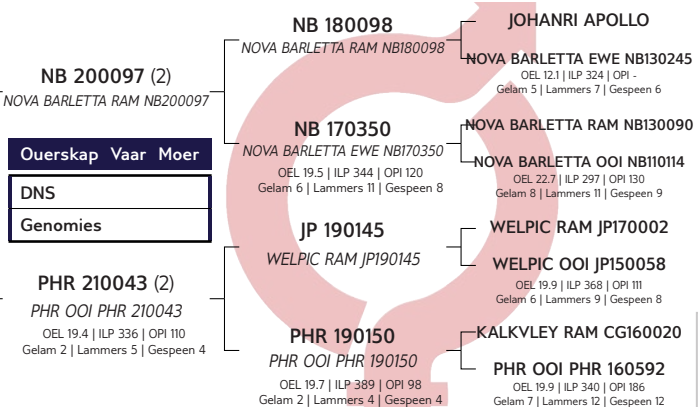 NB 200097 (2)
NOVA BARLETTA RAM NB200097
Ouerskap Vaar Moer
DNS
Genomies
PHR 210043 (2)
PHR OOI PHR 210043
OEL 19.4 | ILP 336 | OPI 110
Gelam 2 | Lammers 5 | Gespeen 4
NB 180098
NOVA BARLETTA RAM NB180098
NB 170350
NOVA BARLETTA EWE NB170350
OEL 19.5 | ILP 344 | OPI 120
Gelam 6 | Lammers 11 | Gespeen 8
JP 190145
WELPIC RAM JP190145
PHR 190150
PHR OOI PHR 190150
OEL 19.7 | ILP 389 | OPI 98
Gelam 2 | Lammers 4 | Gespeen 4
JOHANRI APOLLO
NOVA BARLETTA EWE NB130245
OEL 12.1 | ILP 324 | OPI -
Gelam 5 | Lammers 7 | Gespeen 6
NOVA BARLETTA RAM NB130090
NOVA BARLETTA OOI NB110114
OEL 22.7 | ILP 297 | OPI 130
Gelam 8 | Lammers 11 | Gespeen 9
WELPIC RAM JP170002
WELPIC OOI JP150058
OEL 19.9 | ILP 368 | OPI 111
Gelam 6 | Lammers 9 | Gespeen 8
KALKVLEY RAM CG160020
PHR OOI PHR 160592
OEL 19.9 | ILP 340 | OPI 186
Gelam 7 | Lammers 12 | Gespeen 12